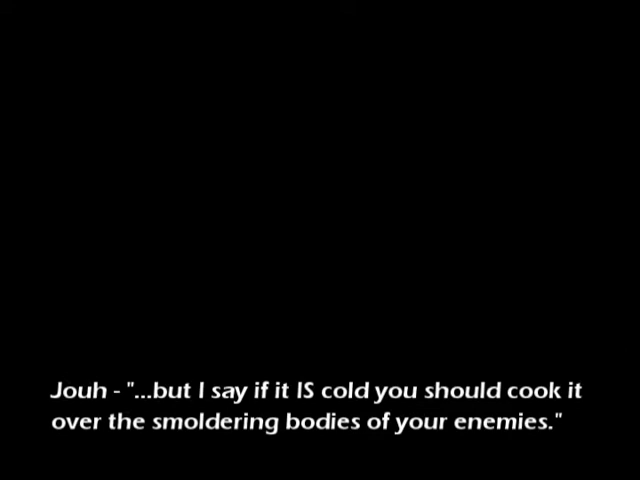 Jouh - "...but I say if it IS cold you should cook it
over the smoldering bodies of your enemies."